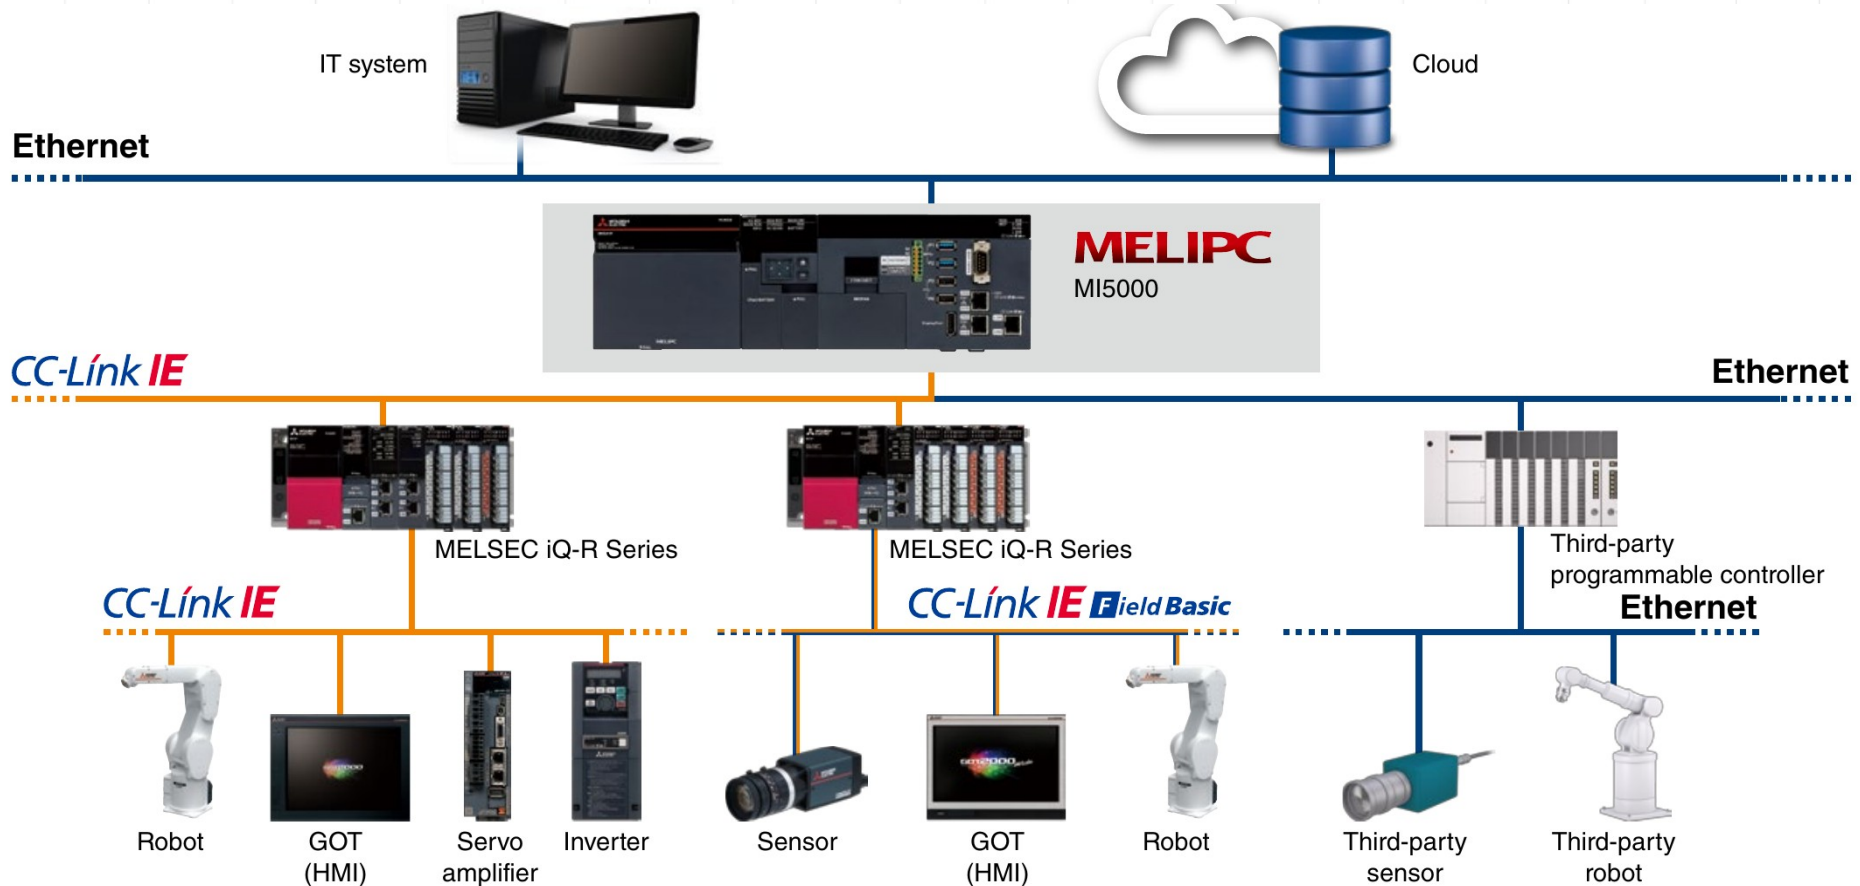 IT system
Cloud
Ethernet
MELIPC
MI5000
MELIPC
CC-Link IE
Ethernet
MELSEC iQ-R Series
MELSEC iQ-R Series
Third-party
programmable controller
CC-Link IE
CC-Link IE Field Basic
Ethernet
Robot
GOT
(HMI)
Servo
amplifier
Inverter
Sensor
GOT
(HMI)
Robot
Third-party
sensor
Third-party
robot